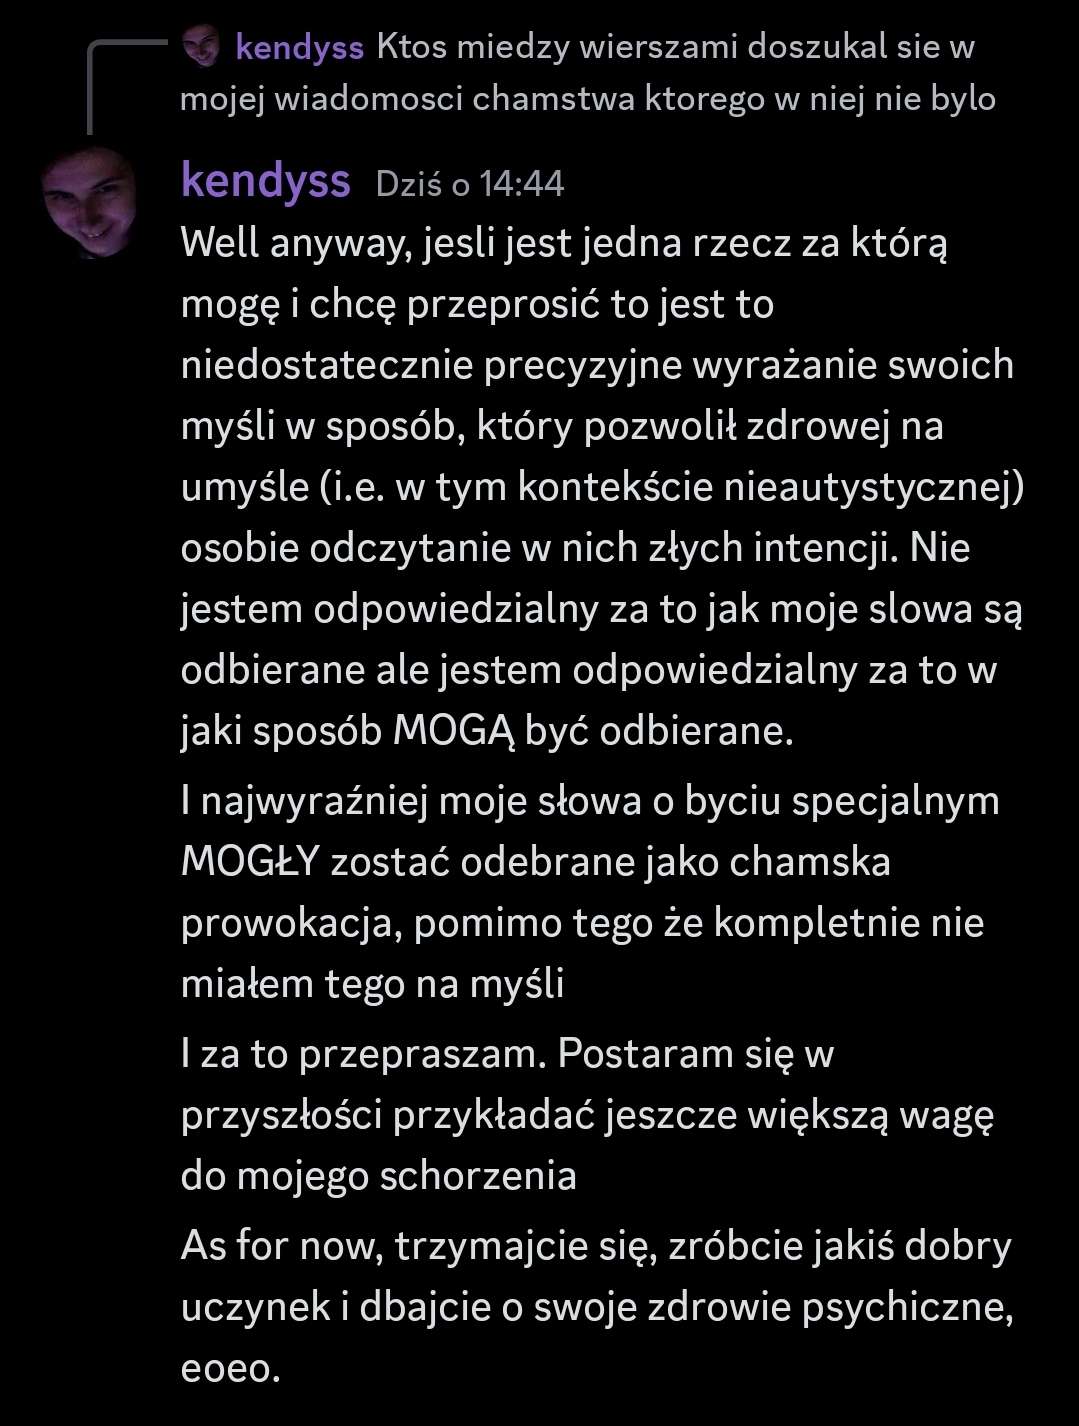 kendyss Ktos miedzy wierszami doszukal sie w
mojej wiadomosci chamstwa ktorego w niej nie bylo
kendyss Dziś o 14:44
Well anyway, jesli jest jedna rzecz za którą
mogę i chcę przeprosić to jest to
niedostatecznie precyzyjne wyrażanie swoich
myśli w sposób, który pozwolił zdrowej na
umyśle (i.e. w tym kontekście nieautystycznej)
osobie odczytanie w nich złych intencji. Nie
jestem odpowiedzialny za to jak moje slowa są
odbierane ale jestem odpowiedzialny za to w
jaki sposób MOGĄ być odbierane.
I najwyraźniej moje słowa o byciu specjalnym
MOGŁY zostać odebrane jako chamska
prowokacja, pomimo tego że kompletnie nie
miałem tego na myśli
I za to przepraszam. Postaram się w
przyszłości przykładać jeszcze większą wagę
do mojego schorzenia
As for now, trzymajcie się, zróbcie jakiś dobry
uczynek i dbajcie o swoje zdrowie psychiczne,
eoeo.